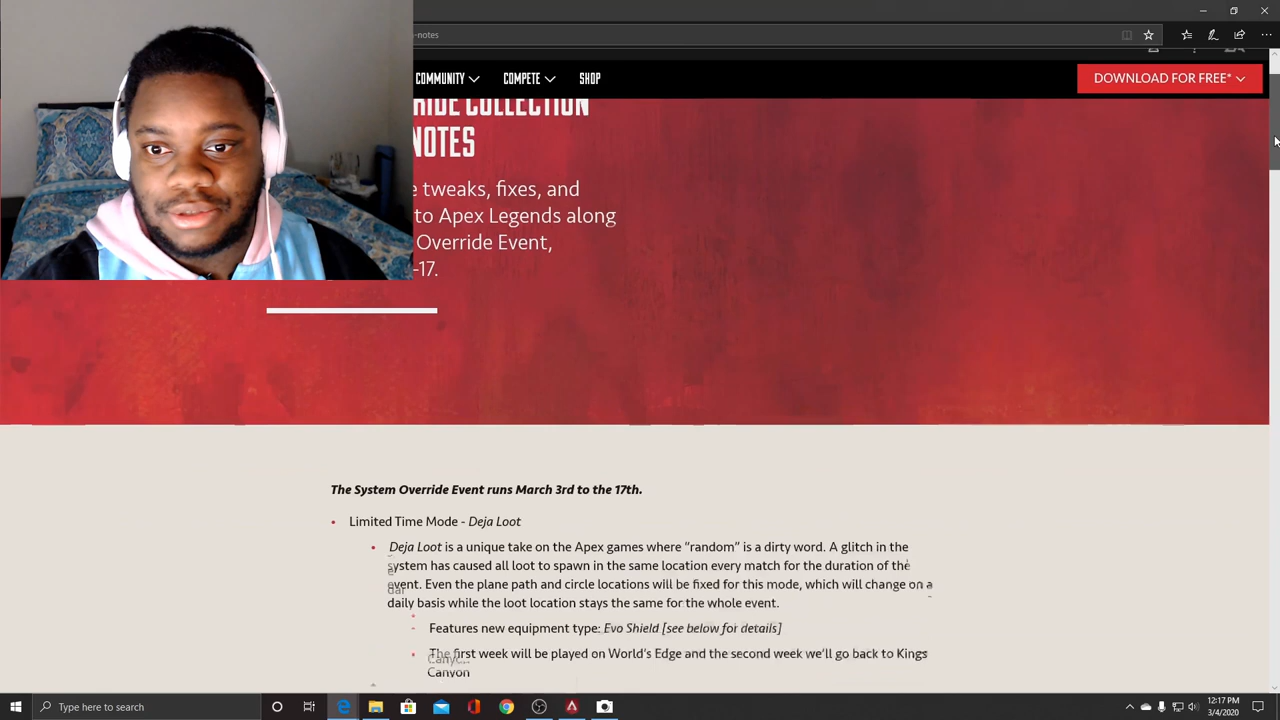 -notes
COMMUNITY
COMPETE
SHOP
DOWNLOAD FOR FREE*
RIDE COLLECTION
NOTES
e tweaks, fixes, and
to Apex Legends along
Override Event,
-17.
The System Override Event runs March 3rd to the 17th.
• Limited Time Mode - Deja Loot
• Deja Loot is a unique take on the Apex games where "random" is a dirty word. A glitch in the
system has caused all loot to spawn in the same location every match for the duration of the
event. Even the plane path and circle locations will be fixed for this mode, which will change on a
daily basis while the loot location stays the same for the whole event.
• Features new equipment type: Evo Shield [see below for details]
• The first week will be played on World's Edge and the second week we'll go back to Kings
Canyon
Type here to search
12:17 PM
3/4/2020